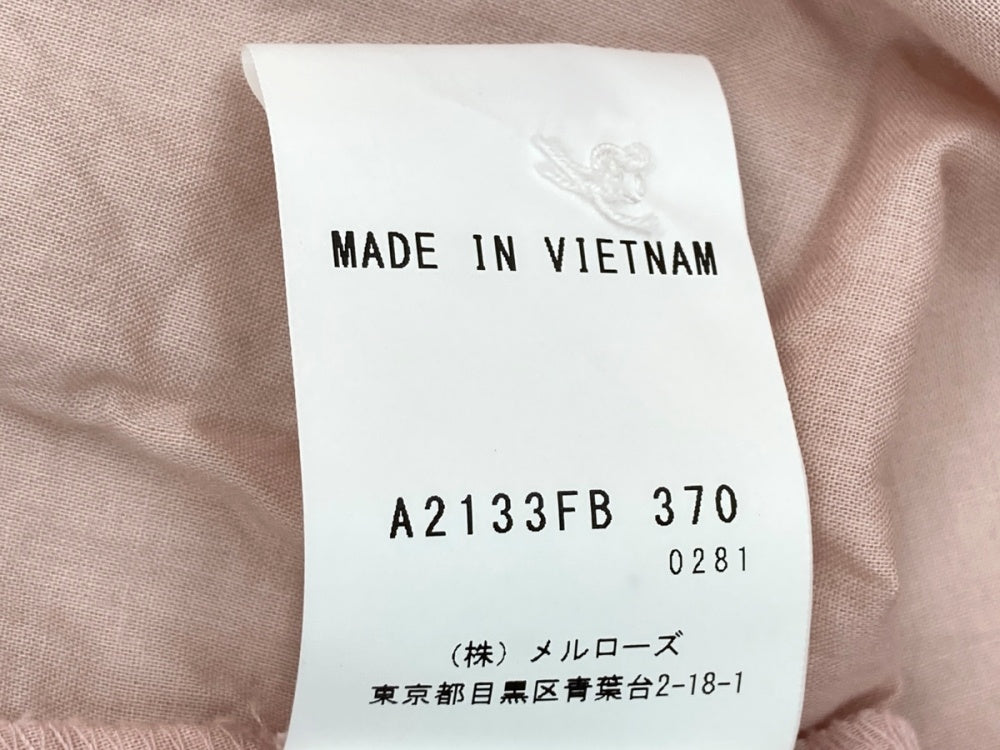 MADE IN VIETNAM
A2133FB 370
0281
(株)メルローズ
東京都目黒区青葉台2-18-1